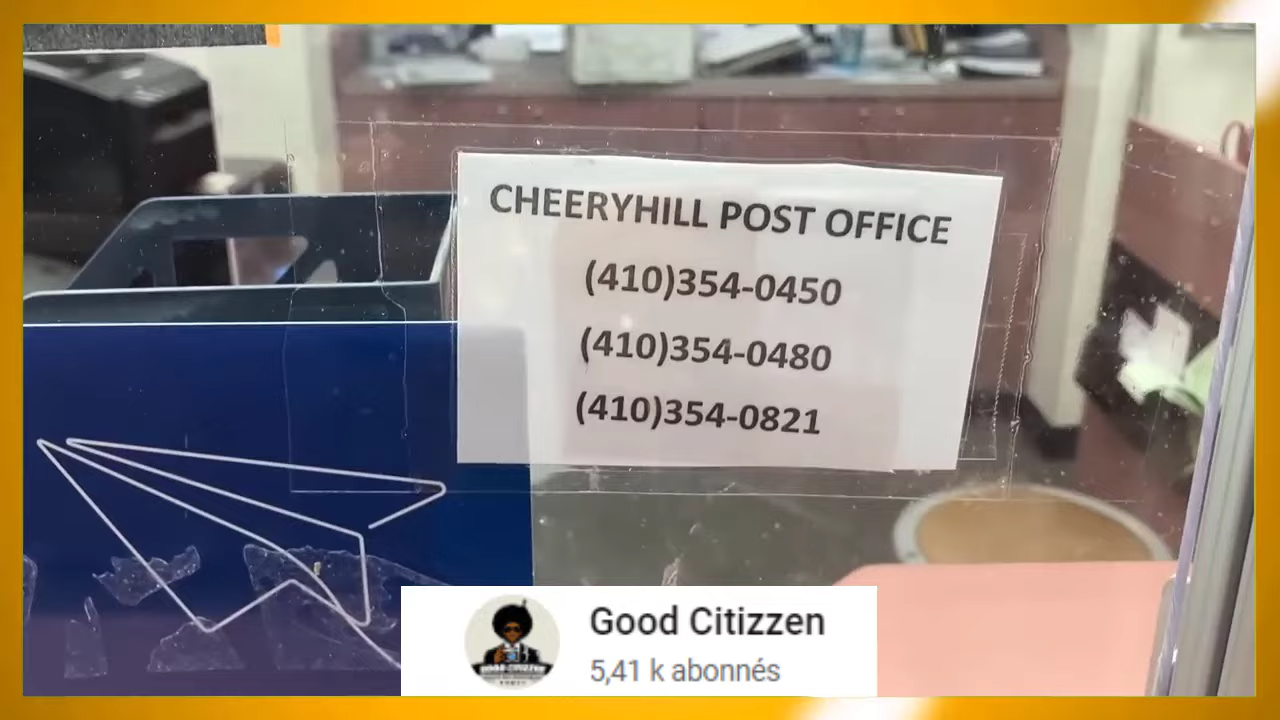 CHEERYHILL POST OFFICE
(410)354-0450
(410)354-0480
(410)354-0821
Good Citizzen
5,41 k abonnés